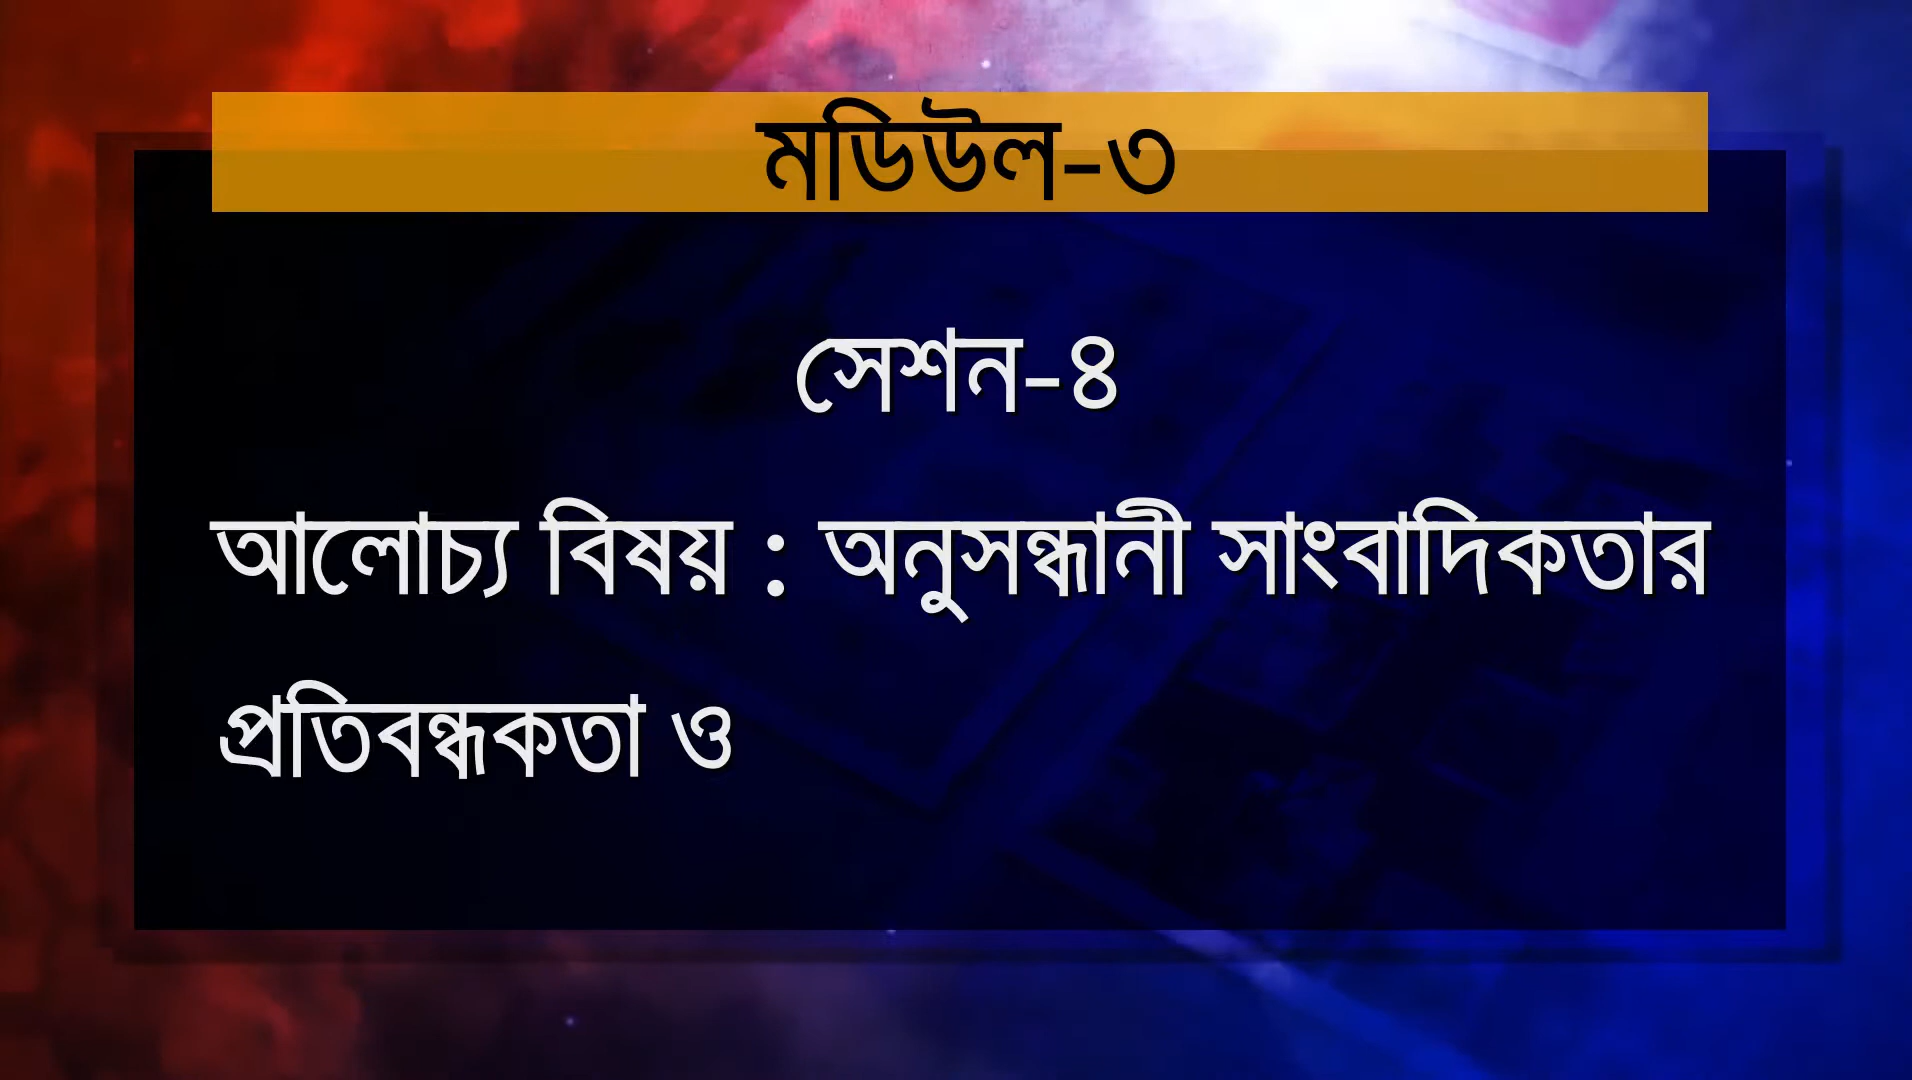 মডিউল-৩
সেশন-৪
আলোচ্য বিষয় : অনুসন্ধানী সাংবাদিকতার
প্রতিবন্ধকতা ও